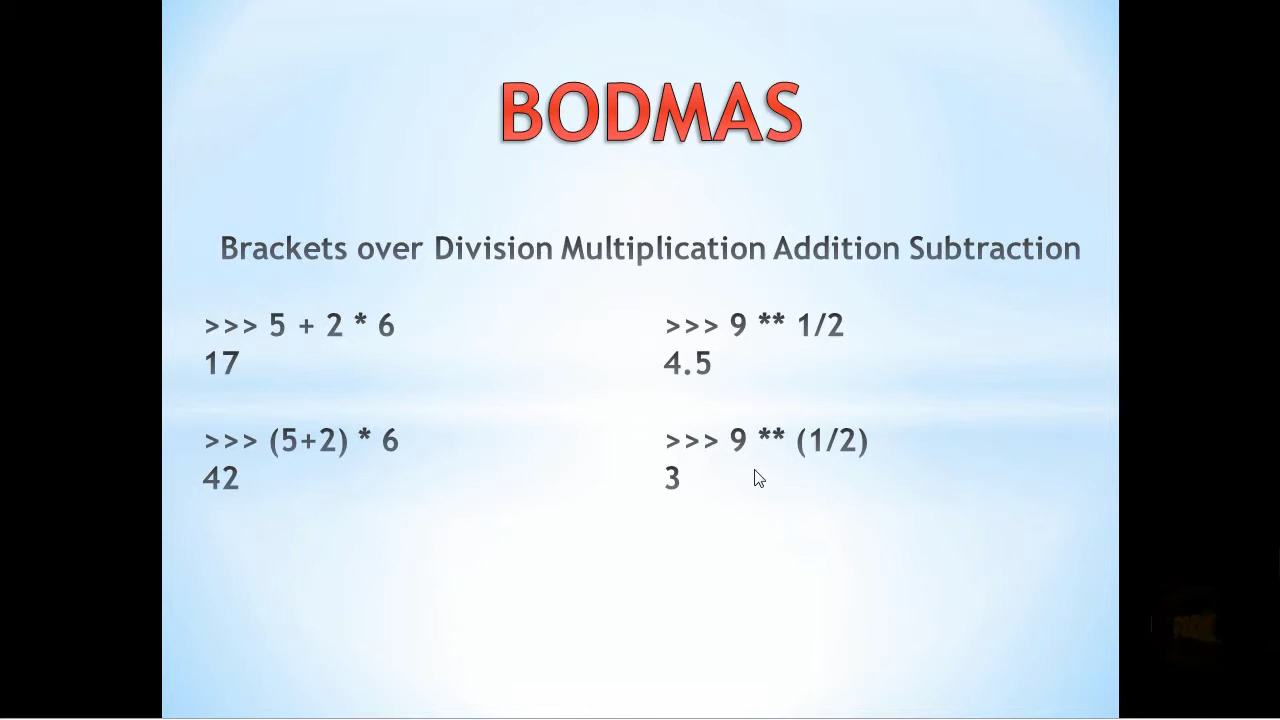 BODMAS
Brackets over Division Multiplication Addition Subtraction
>>> 5 + 2 * 6
17
>>> (5+2) * 6
42
>>> 9 ** 1/2
4.5
>>> 9 ** (1/2)
3